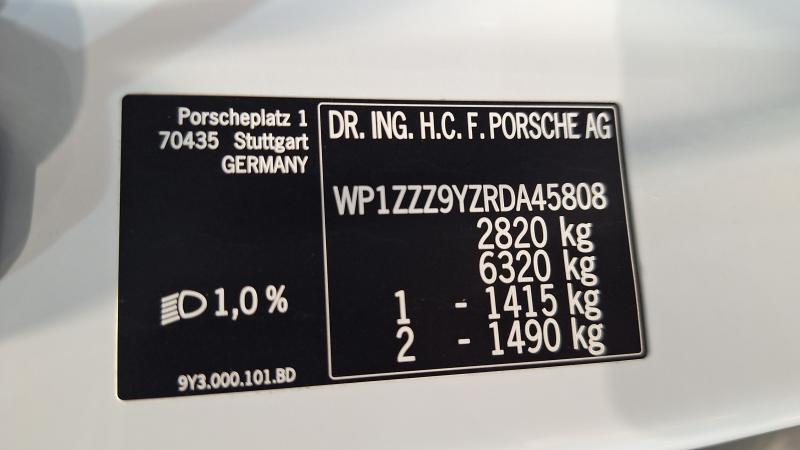 Porscheplatz 1
70435 Stuttgart
GERMANY
1,0 %
9Y3.000.101.BD
DR. ING. H.C. F. PORSCHE AG
WP1ZZZ9YZRDA45808
2820 kg
6320 kg
1 - 1415 kg
2 - 1490 kg